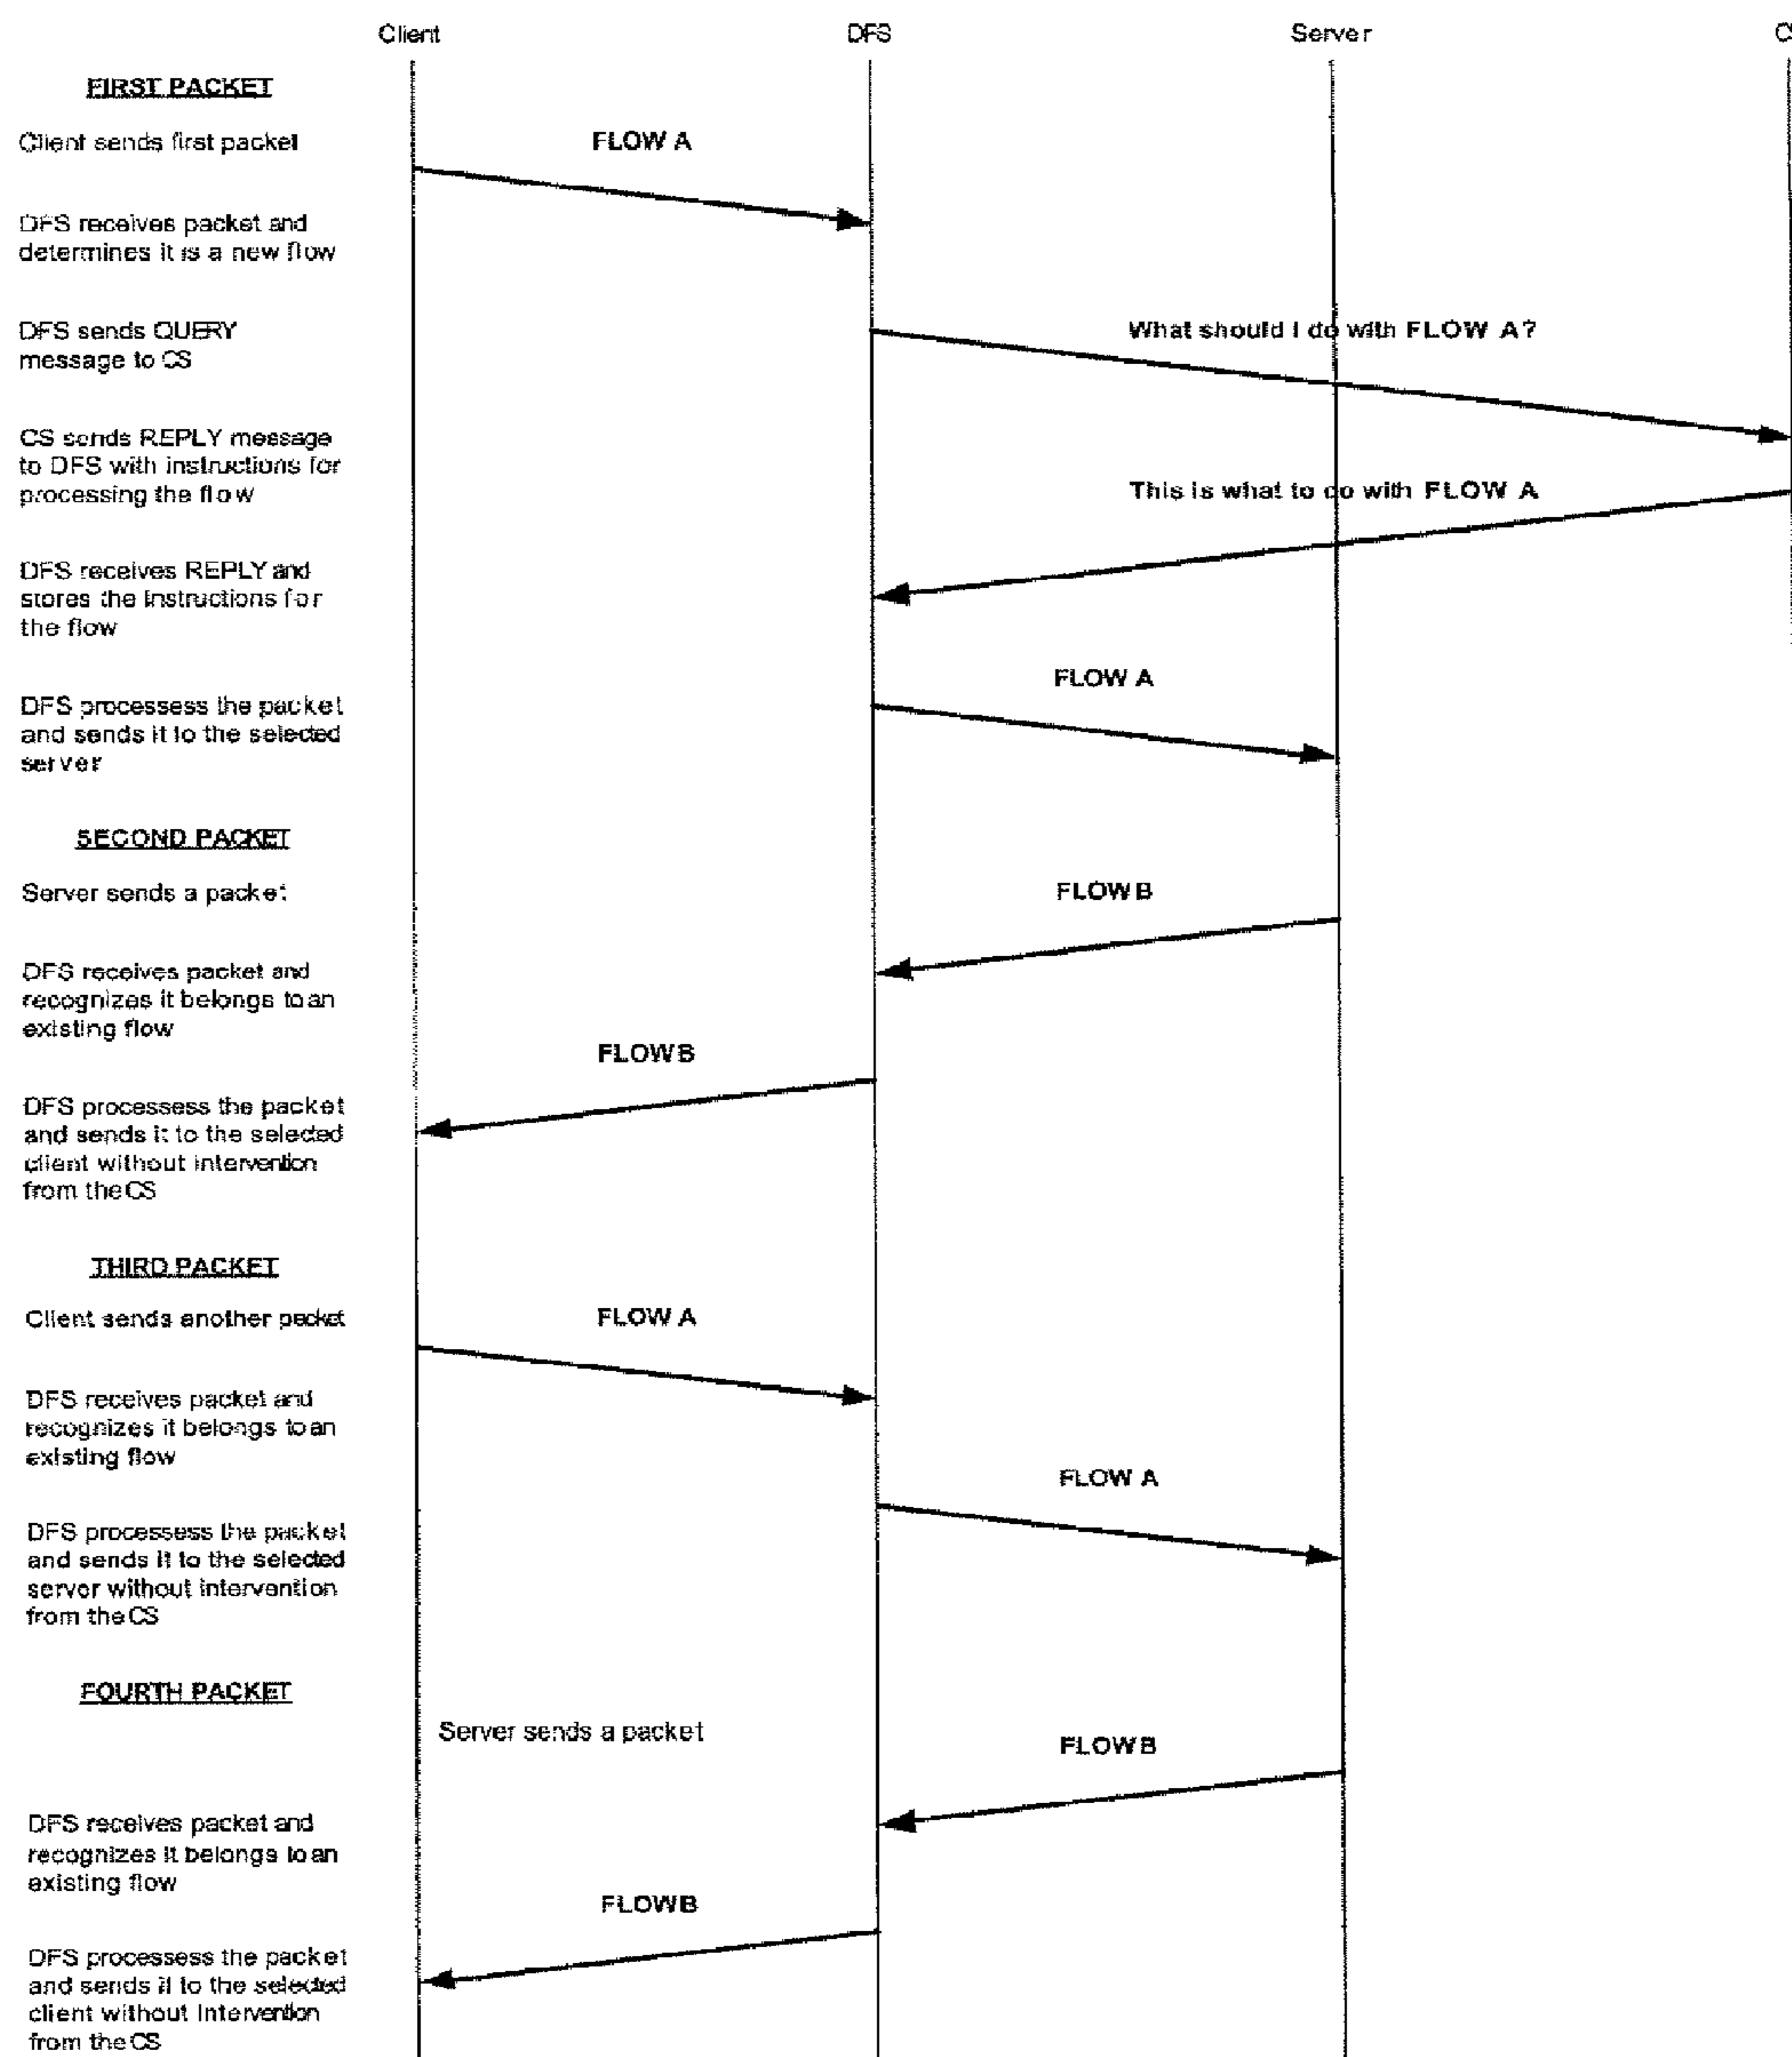 Client DFS Server
FIRST PACKET
Client sends first packet
FLOW A
DFS receives packet and
determines it is a new flow
DFS sends QUERY
message to CS
What should I do with FLOW A?
CS sends REPLY message
to DFS with instructions for
processing the flow
This is what to do with FLOW A
DFS receives REPLY and
stores the instructions for
the flow
FLOW A
DFS processess the packet
and sends it to the selected
server
SECOND PACKET
Server sends a packet
FLOW B
DFS receives packet and
recognizes it belongs to an
existing flow
FLOW B
DFS processess the packet
and sends it to the selected
client without intervention
from the CS
THIRD PACKET
Client sends another packet
FLOW A
DFS receives packet and
recognizes it belongs to an
existing flow
FLOW A
DFS processess the packet
and sends it to the selected
server without intervention
from the CS
FOURTH PACKET
Server sends a packet
FLOW B
DFS receives packet and
recognizes it belongs to an
existing flow
FLOW B
DFS processess the packet
and sends it to the selected
client without intervention
from the CS